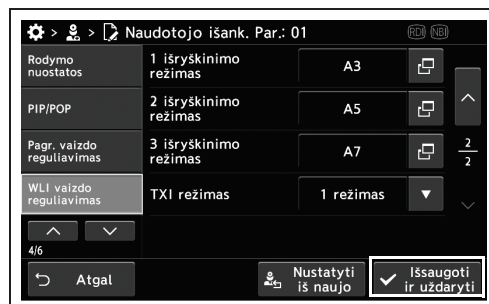 > > Naudotojo išank. Par.: 01 RDI NBI
Rodymo
nuostatos
1 išryškinimo
režimas
A3
PIP/POP
2 išryškinimo
režimas
A5
Pagr. vaizdo
reguliavimas
3 išryškinimo
režimas
A7
2
2
WLI vaizdo
reguliavimas
TXI režimas
1 režimas
4/6
Atgal
Nustatyti
iš naujo
Išsaugoti
ir uždaryti